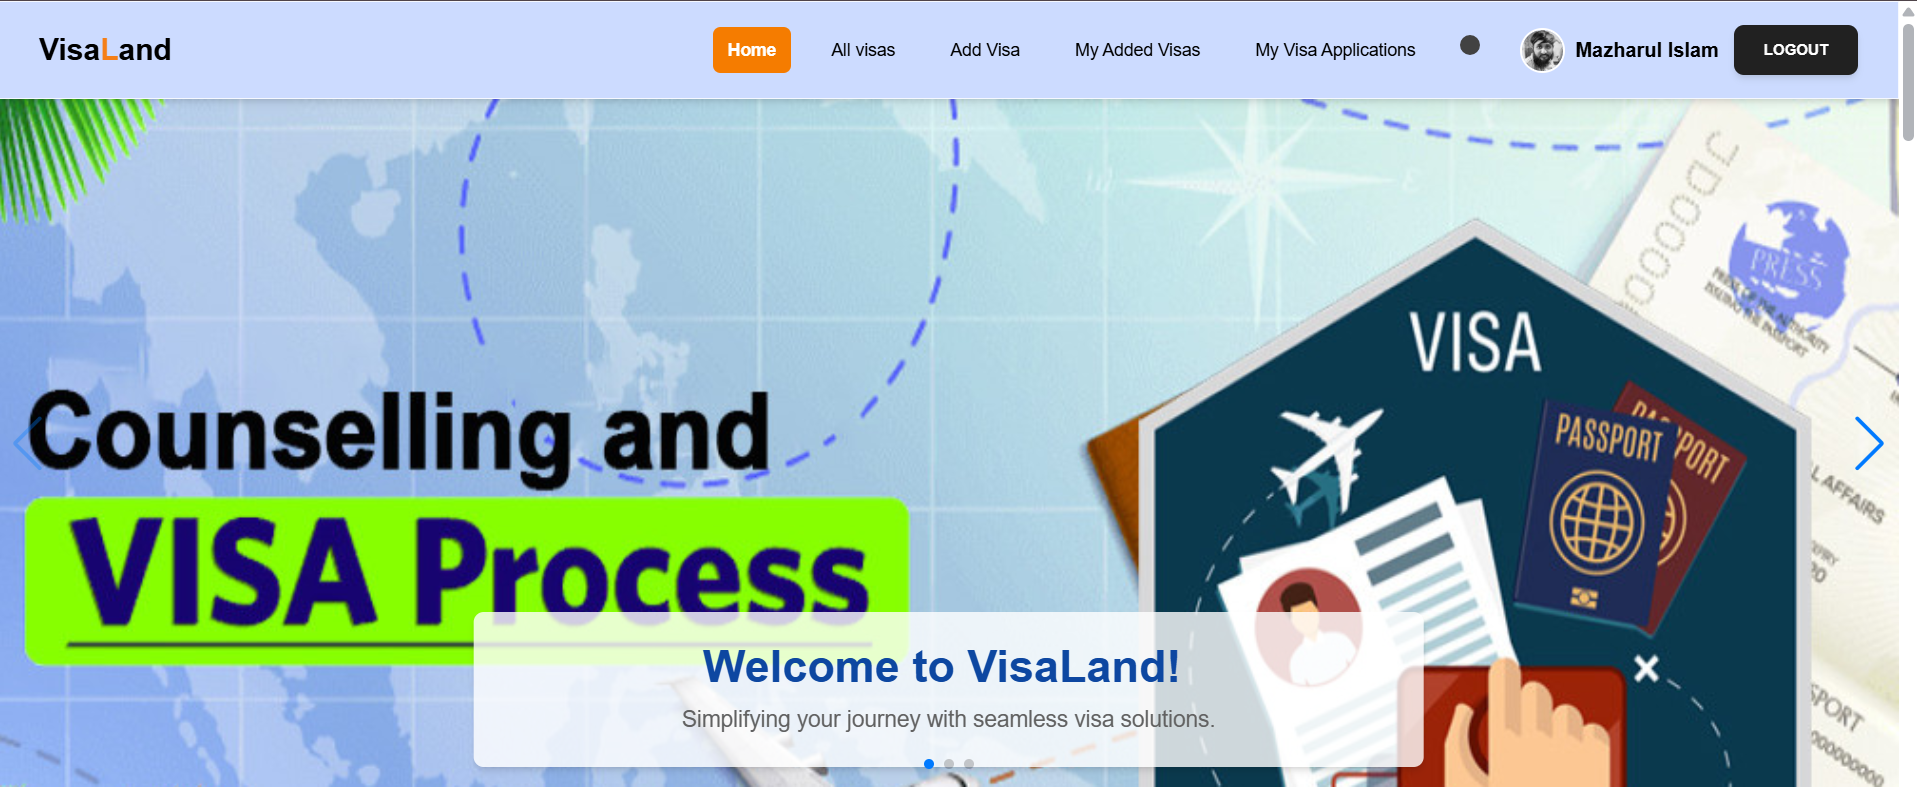 VisaLand
Home
All visas
Add Visa
My Added Visas
My Visa Applications
Mazharul Islam
LOGOUT
W
E
PRESS
VISA
PASSPORT
PORT
Counselling and
VISA Process
L AFFAIRS
Welcome to VisaLand!
Simplifying your journey with seamless visa solutions.
SPORT